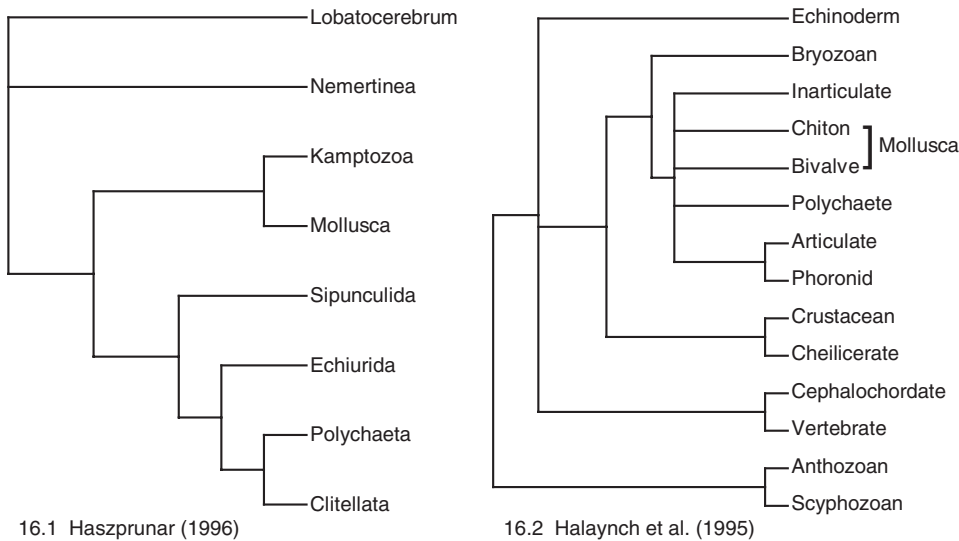 Lobatocerebrum
Nemertinea
Kamptozoa
Mollusca
Sipunculida
Echiurida
Polychaeta
Clitellata
16.1 Haszprunar (1996)
Echinoderm
Bryozoan
Inarticulate
Chiton
Bivalve
Mollusca
Polychaete
Articulate
Phoronid
Crustacean
Cheilicerate
Cephalochordate
Vertebrate
Anthozoan
Scyphozoan
16.2 Halaynch et al. (1995)